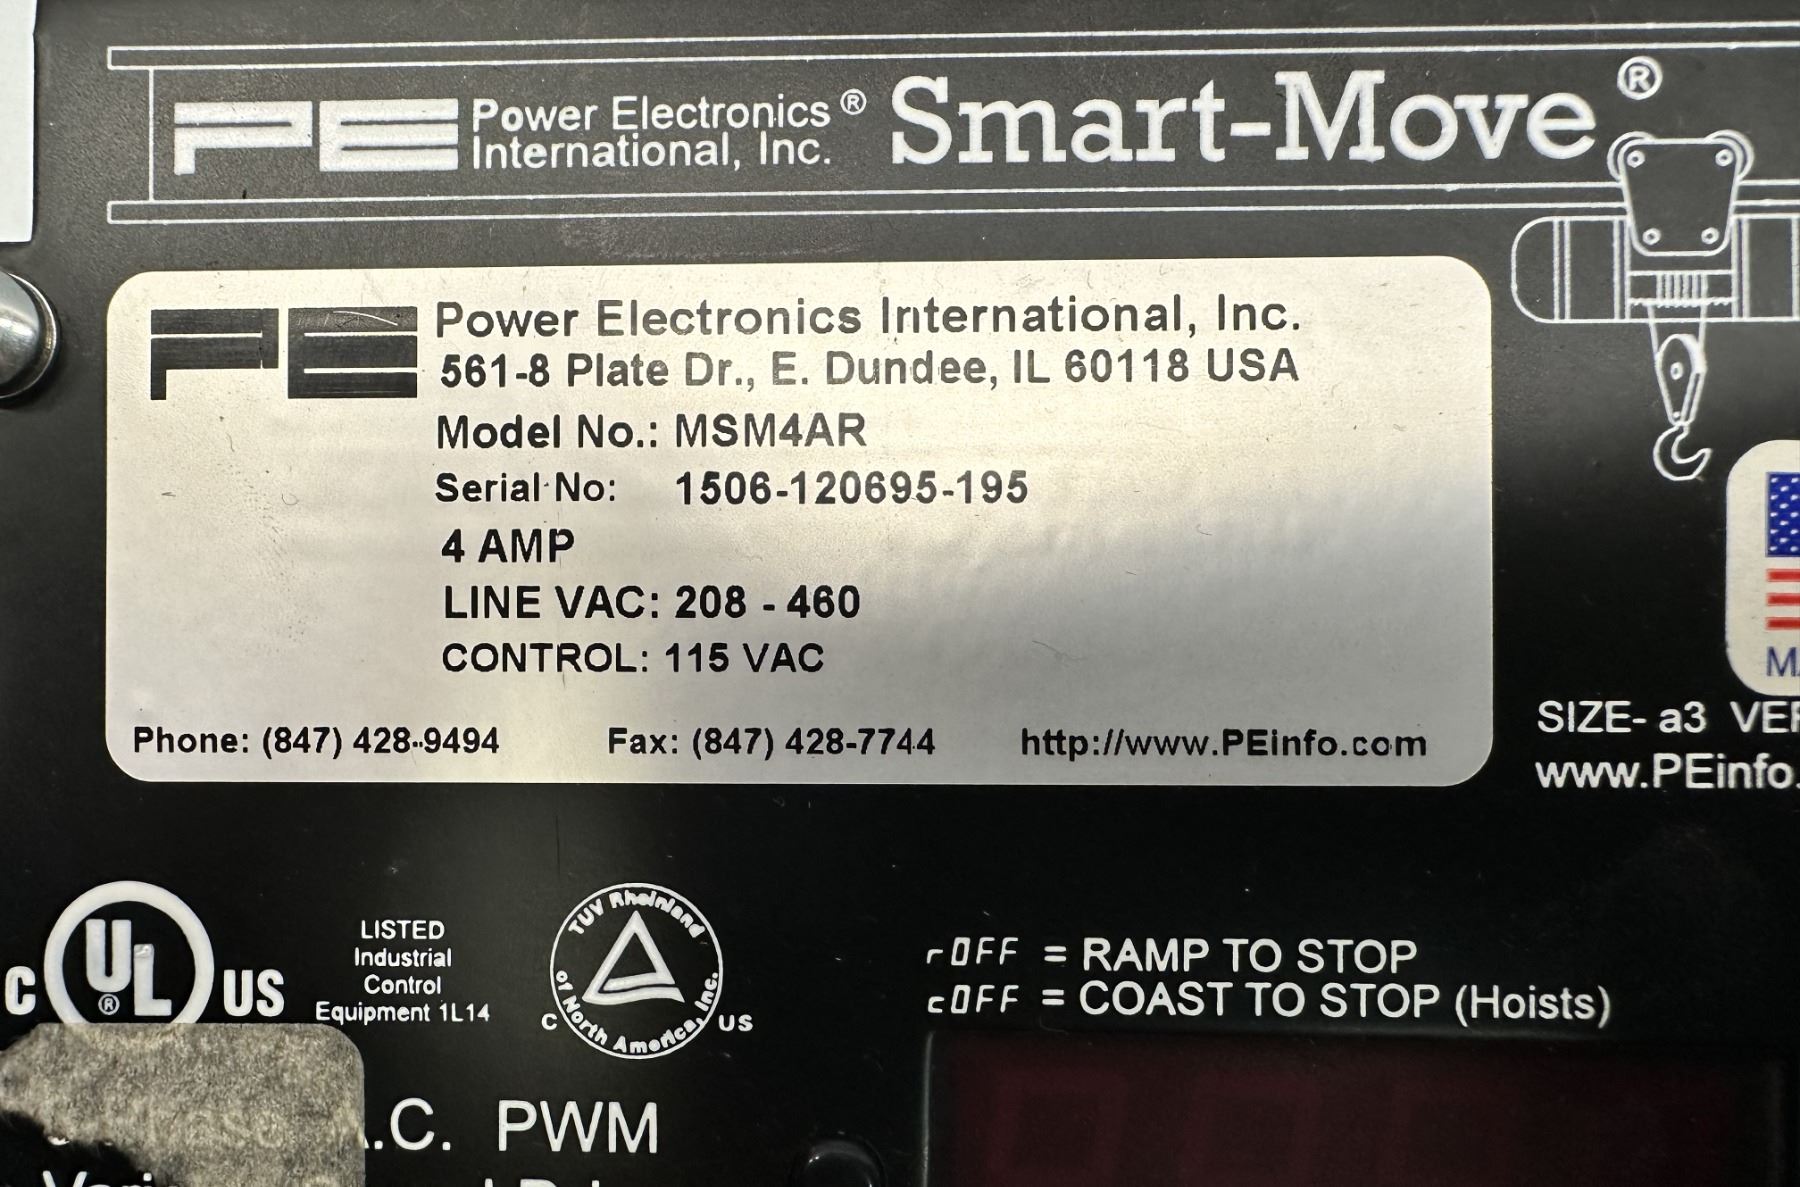 PE Power Electronics® Smart-Move®
International, Inc.
PE Power Electronics International, Inc.
561-8 Plate Dr., E. Dundee, IL 60118 USA
Model No.: MSM4AR
Serial No: 1506-120695-195
4 AMP
LINE VAC: 208 - 460
CONTROL: 115 VAC
Phone: (847) 428-9494 Fax: (847) 428-7744 http://www.PEinfo.com
SIZE- a3
www.PEinfo.
C UL® US
LISTED
Industrial
Control
Equipment 1L14
TUV Rheinland
of North America, Inc.
C US
rOFF = RAMP TO STOP
cOFF = COAST TO STOP (Hoists)
.C. PWM